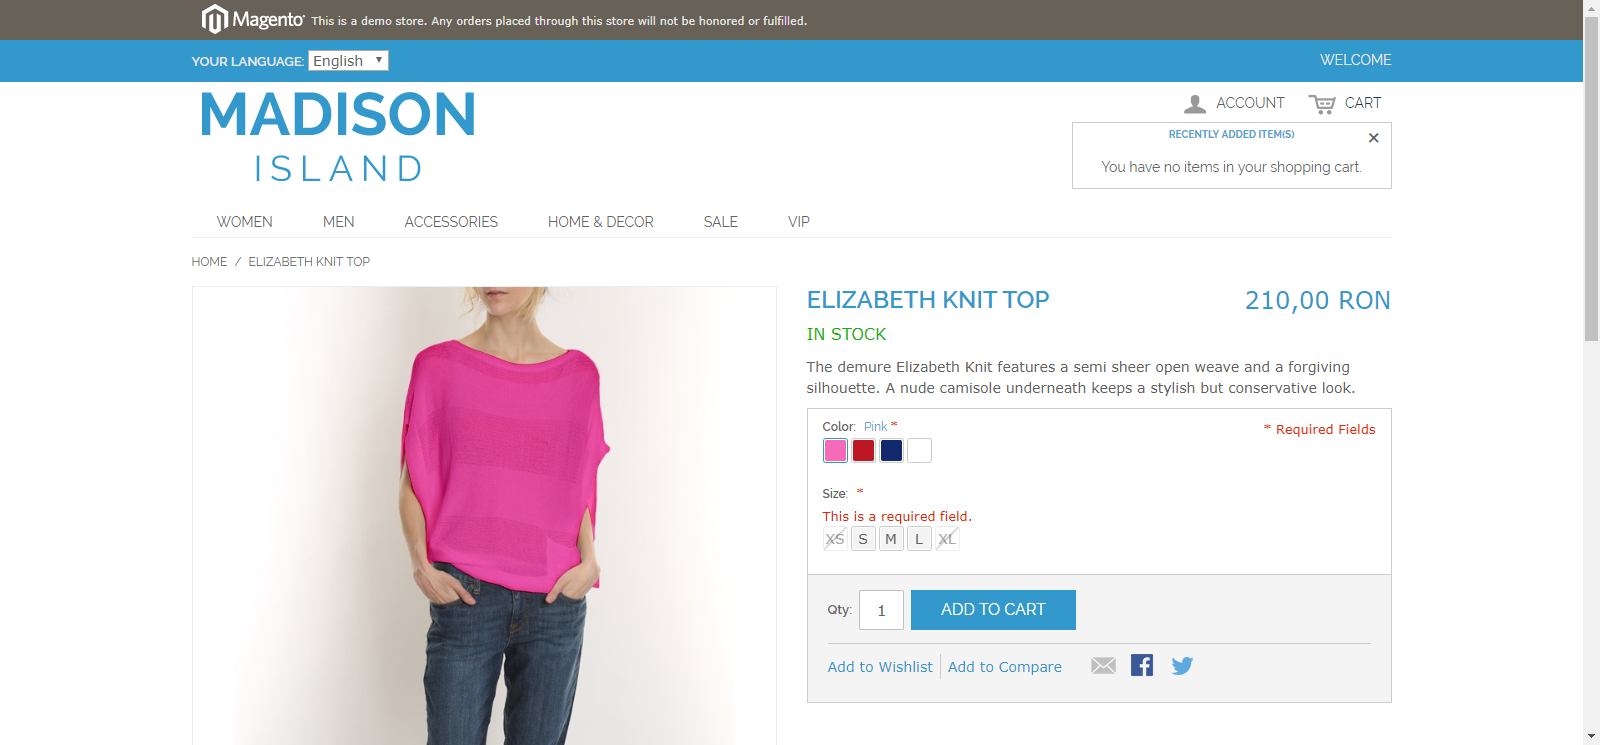 Magento® This is a demo store. Any orders placed through this store will not be honored or fulfilled.
YOUR LANGUAGE: English WELCOME
MADISON
ISLAND
ACCOUNT CART
RECENTLY ADDED ITEM(S) ×
You have no items in your shopping cart.
WOMEN MEN ACCESSORIES HOME & DECOR SALE VIP
HOME / ELIZABETH KNIT TOP
ELIZABETH KNIT TOP 210,00 RON
IN STOCK
The demure Elizabeth Knit features a semi sheer open weave and a forgiving
silhouette. A nude camisole underneath keeps a stylish but conservative look.
Color: Pink * * Required Fields
Size: *
This is a required field.
XS S M L XL
Qty: 1 ADD TO CART
Add to Wishlist Add to Compare